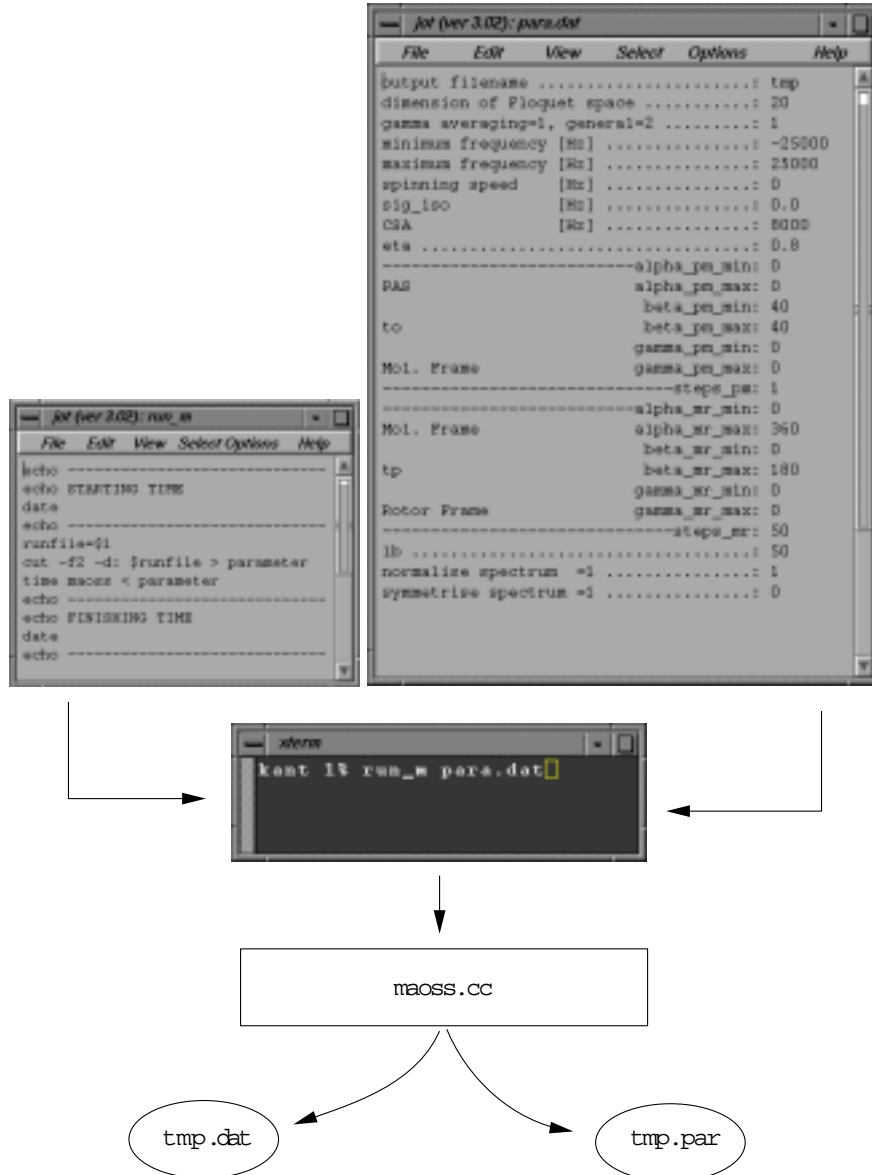 jot (ver 3.02): para.dat
File Edit View Select Options Help
output filename ......................: tmp
dimension of Floquet space ...........: 20
gamma averaging=1, general=2 .........: 1
minimum frequency [Hz] ...............: -25000
maximum frequency [Hz] ...............: 25000
spinning speed [Hz] ...............: 0
sig_iso [Hz] ...............: 0.0
CSA [Hz] ...............: 8000
eta ..................................: 0.8
--------------------------alpha_pm_min: 0
PAS alpha_pm_max: 0
beta_pm_min: 40
to beta_pm_max: 40
gamma_pm_min: 0
Mol. Frame gamma_pm_max: 0
------------------------------steps_pm: 1
--------------------------alpha_mr_min: 0
Mol. Frame alpha_mr_max: 360
beta_mr_min: 0
tp beta_mr_max: 180
gamma_mr_min: 0
Rotor Frame gamma_mr_max: 0
------------------------------steps_mr: 50
lb ...................................: 50
normalise spectrum =1 ...............: 1
symmetrise spectrum =1 ...............: 0
jot (ver 3.02): run_m
File Edit View Select Options Help
echo --------------------------
echo STARTING TIME
date
echo --------------------------
runfile=$1
cut -f2 -d: $runfile > parameter
time maoss < parameter
echo --------------------------
echo FINISHING TIME
date
echo --------------------------
xterm
kant 1% run_m para.dat
maoss.cc
tmp.dat
tmp.par